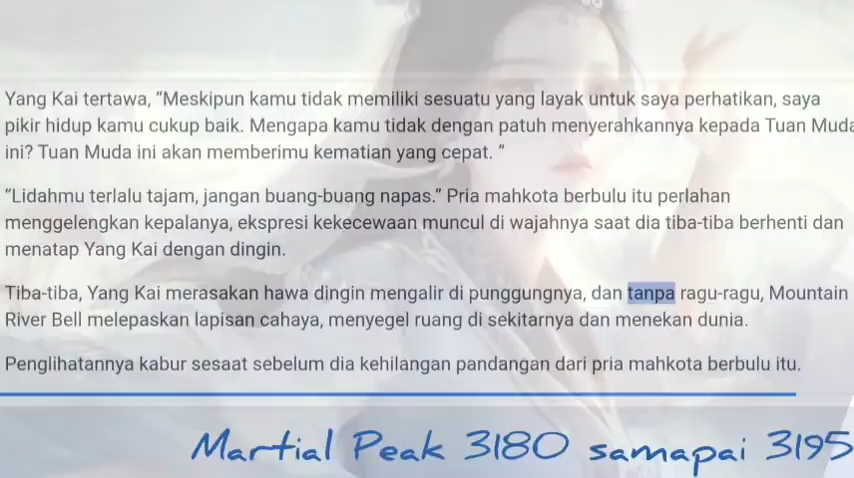 Yang Kai tertawa, “Meskipun kamu tidak memiliki sesuatu yang layak untuk saya perhatikan, saya
pikir hidup kamu cukup baik. Mengapa kamu tidak dengan patuh menyerahkannya kepada Tuan Muda
ini? Tuan Muda ini akan memberimu kematian yang cepat. ”
“Lidahmu terlalu tajam, jangan buang-buang napas.” Pria mahkota berbulu itu perlahan
menggelengkan kepalanya, ekspresi kekecewaan muncul di wajahnya saat dia tiba-tiba berhenti dan
menatap Yang Kai dengan dingin.
Tiba-tiba, Yang Kai merasakan hawa dingin mengalir di punggungnya, dan tanpa ragu-ragu, Mountain
River Bell melepaskan lapisan cahaya, menyegel ruang di sekitarnya dan menekan dunia.
Penglihatannya kabur sesaat sebelum dia kehilangan pandangan dari pria mahkota berbulu itu.
Martial Peak 3180 samapai 3195